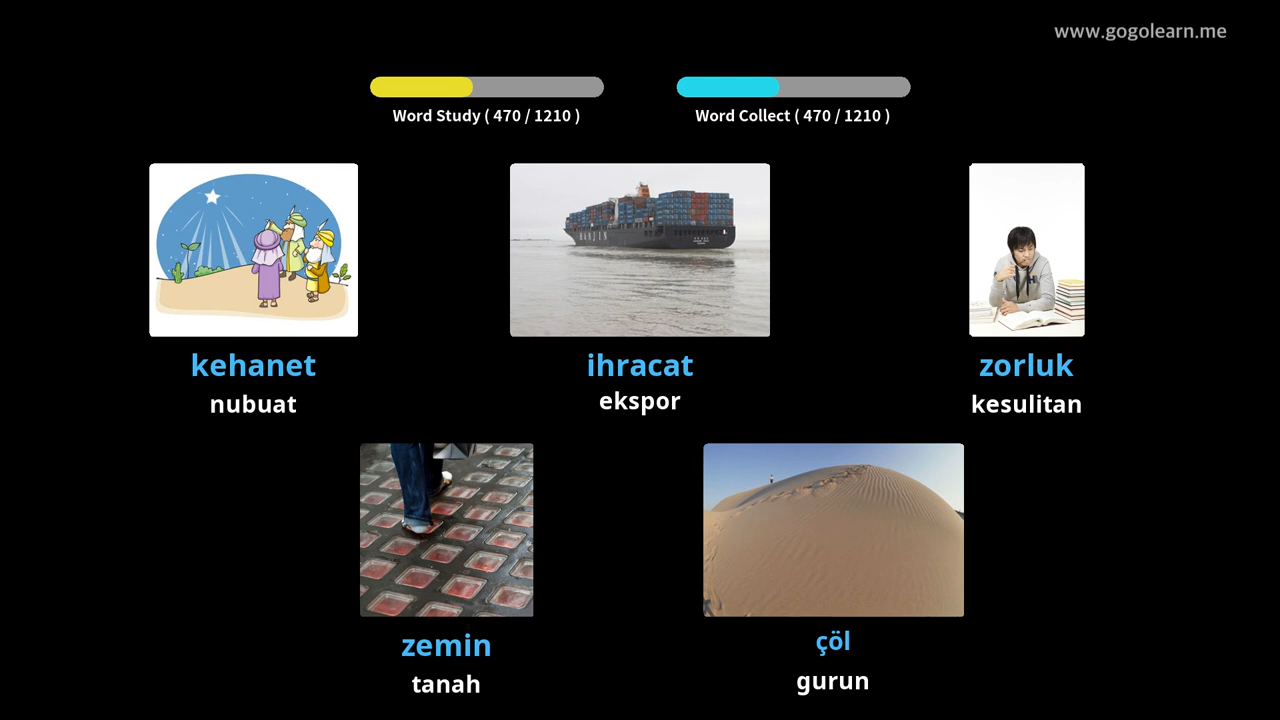 www.gogolearn.me
Word Study ( 470 / 1210 )
Word Collect ( 470 / 1210 )
kehanet
nubuat
ihracat
ekspor
zorluk
kesulitan
zemin
tanah
çöl
gurun